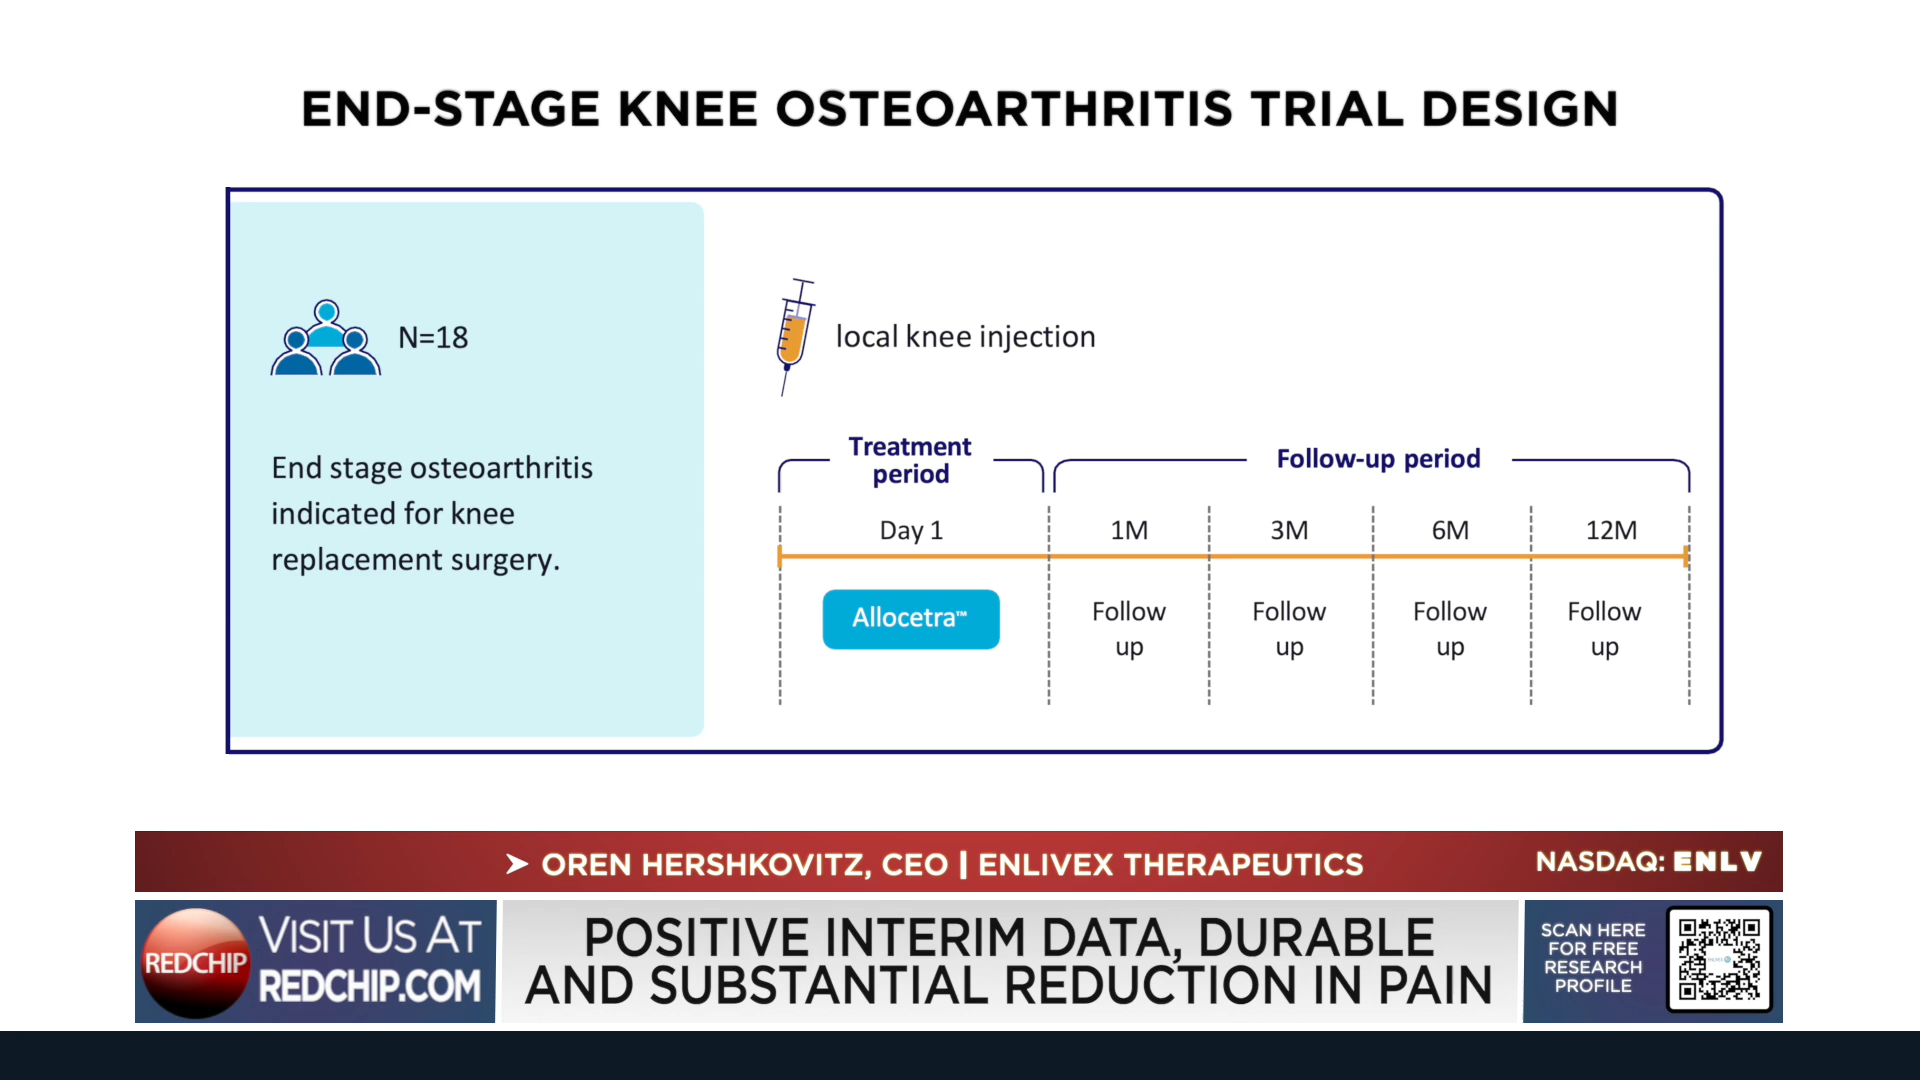 END-STAGE KNEE OSTEOARTHRITIS TRIAL DESIGN
N=18
End stage osteoarthritis
indicated for knee
replacement surgery.
local knee injection
Treatment
period
Follow-up period
Day 1
1M
3M
6M
12M
Allocetra™
Follow
up
Follow
up
Follow
up
Follow
up
➤ OREN HERSHKOVITZ, CEO | ENLIVEX THERAPEUTICS
NASDAQ: ENLV
REDCHIP
VISIT US AT
REDCHIP.COM
POSITIVE INTERIM DATA, DURABLE
AND SUBSTANTIAL REDUCTION IN PAIN
SCAN HERE
FOR FREE
RESEARCH
PROFILE